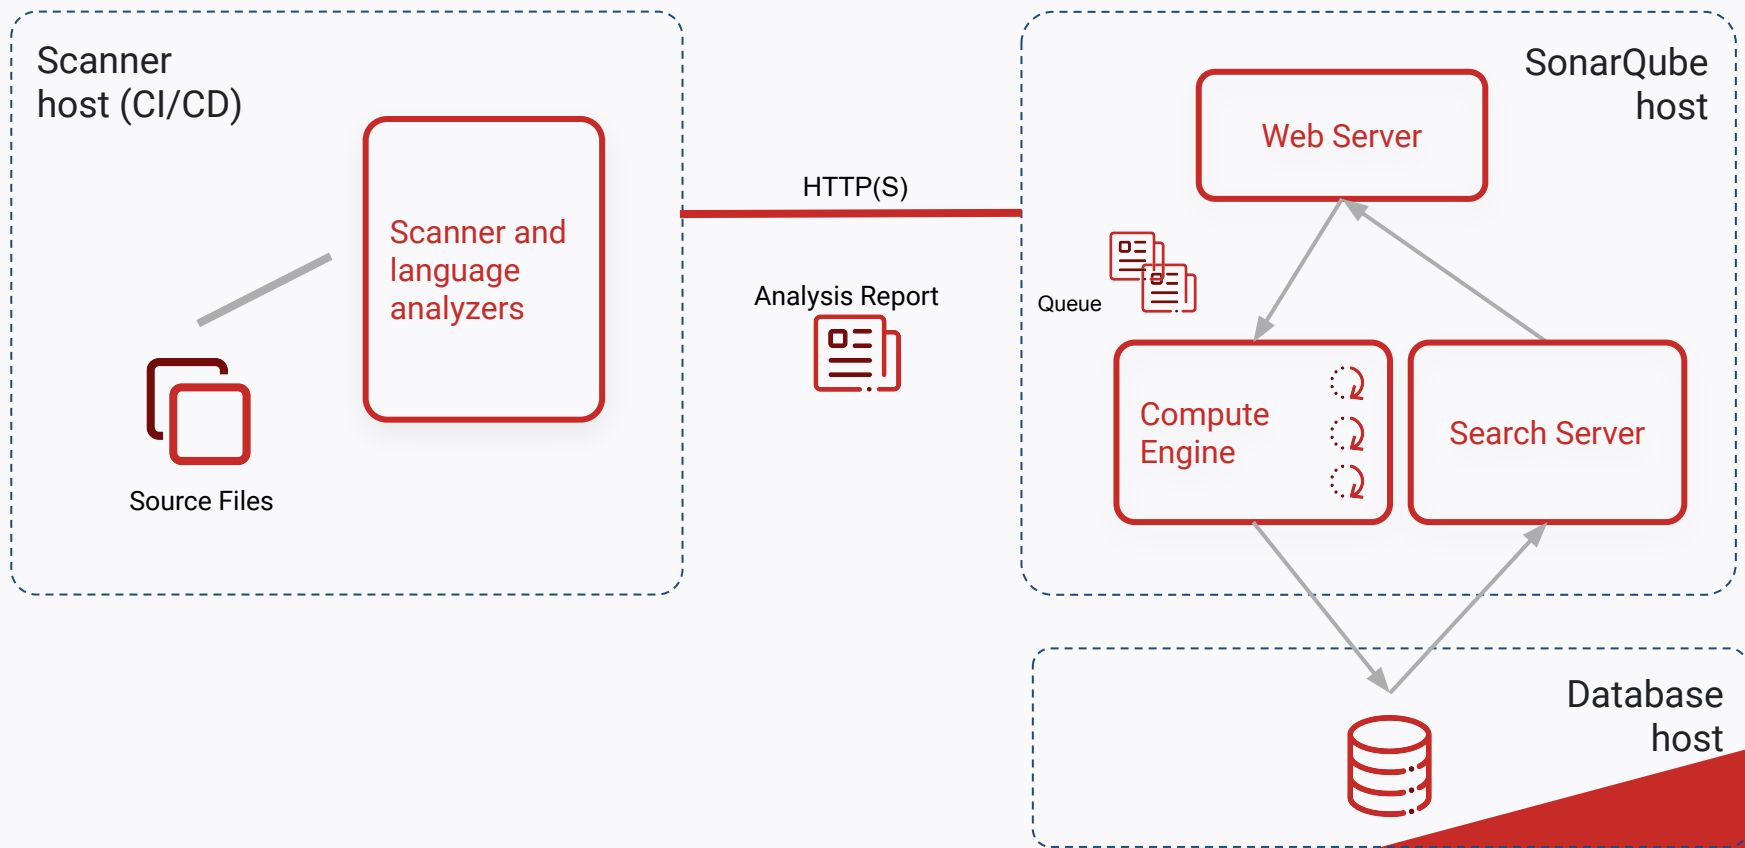 Scanner
host (CI/CD)
Scanner and
language
analyzers
Source Files
HTTP(S)
Analysis Report
SonarQube
host
Web Server
Queue
Compute
Engine
Search Server
Database
host